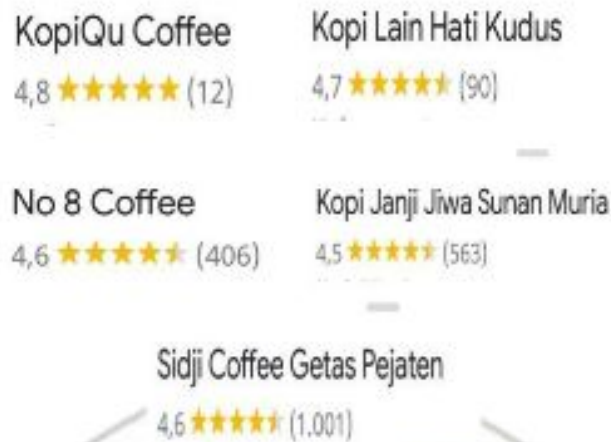 KopiQu Coffee
4,8 (12)
Kopi Lain Hati Kudus
4,7 (90)
No 8 Coffee
4,6 (406)
Kopi Janji Jiwa Sunan Muria
4,5 (563)
Sidji Coffee Getas Pejaten
4,6 (1,001)